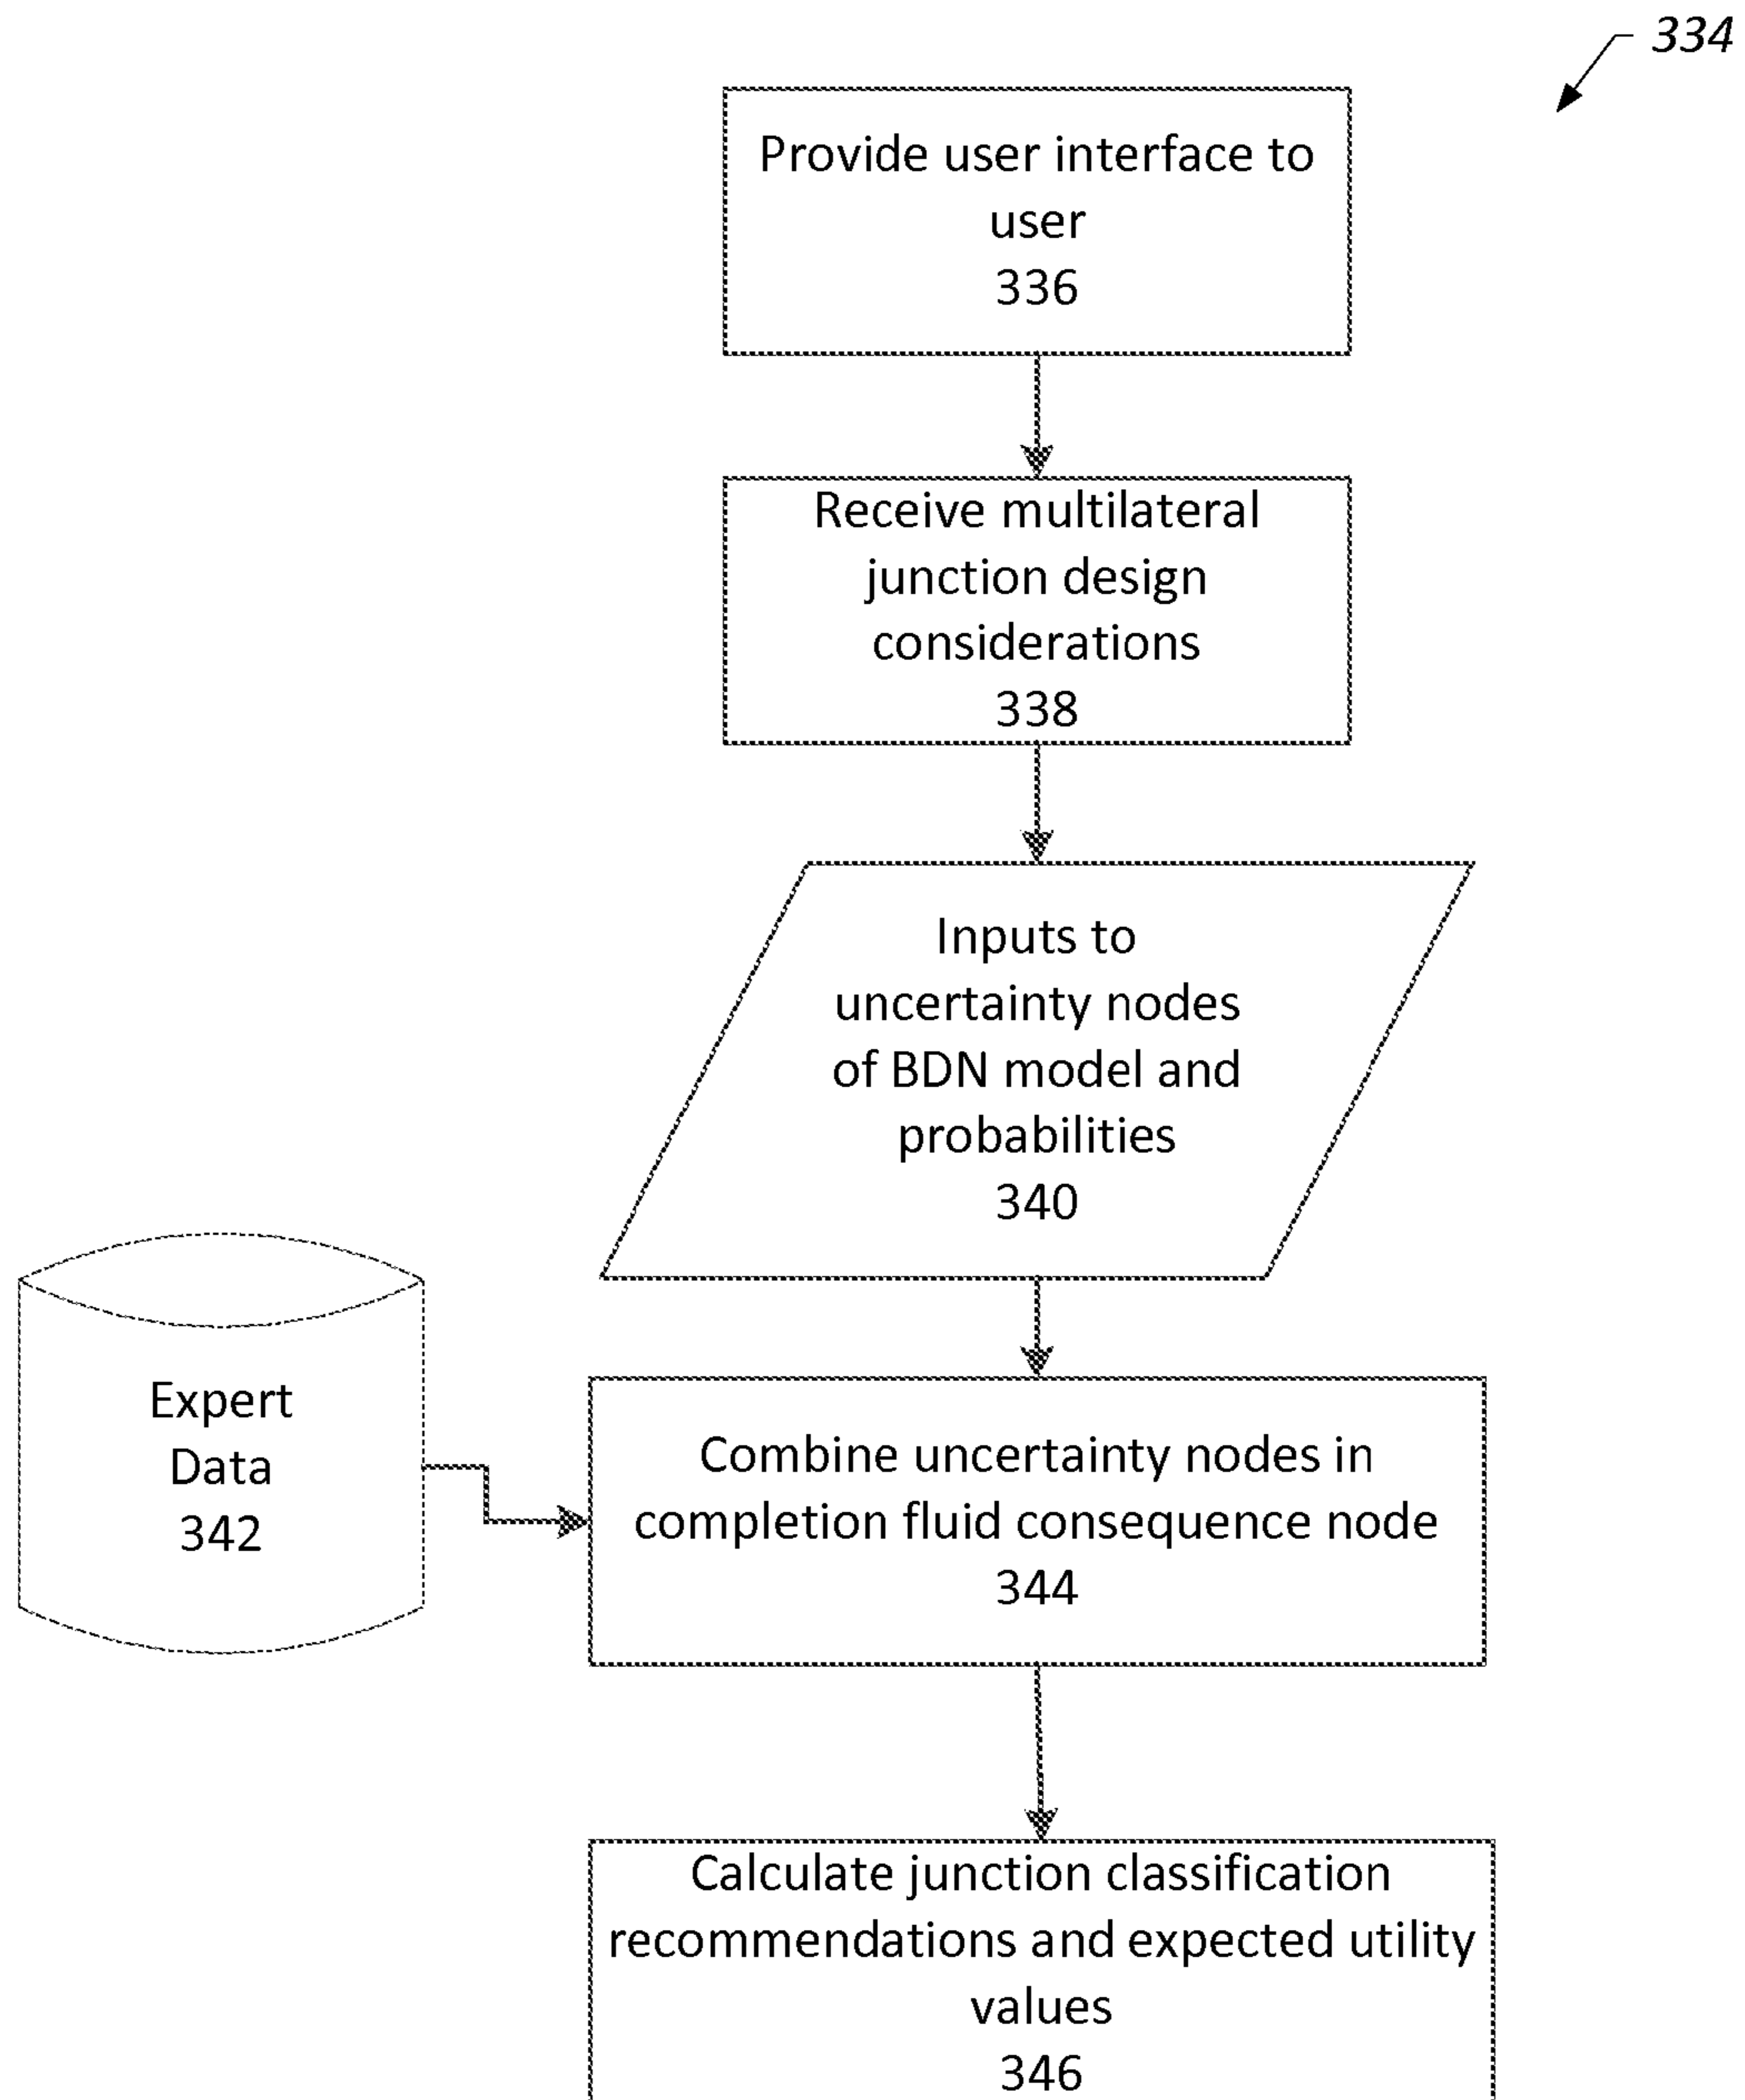 334
Provide user interface to
user
336
Receive multilateral
junction design
considerations
338
Inputs to
uncertainty nodes
of BDN model and
probabilities
340
Expert
Data
342
Combine uncertainty nodes in
completion fluid consequence node
344
Calculate junction classification
recommendations and expected utility
values
346